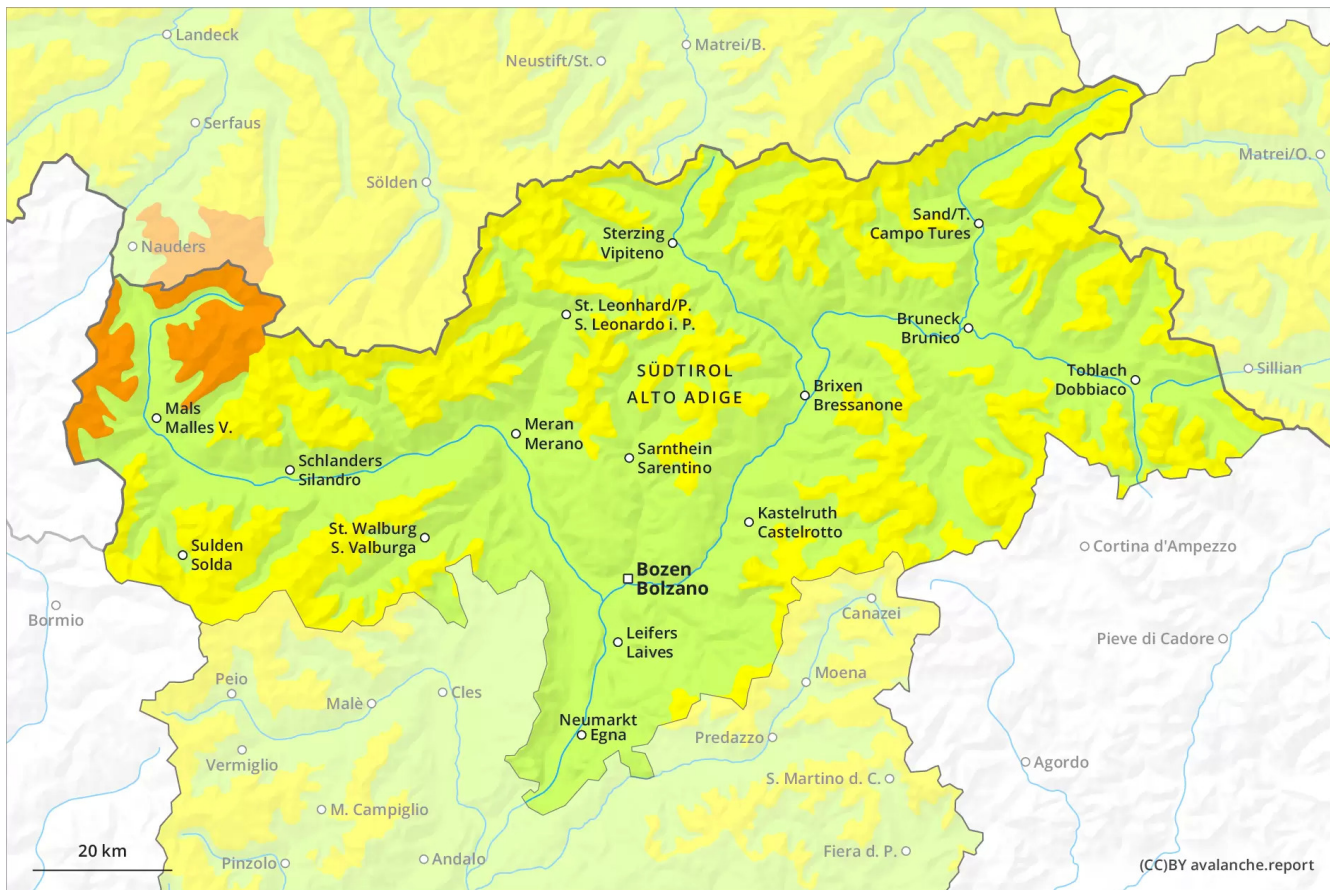 Landeck
Matrei/B.
Neustift/St.
Serfaus
Matrei/O.
Sölden
Sand/T.
Campo Tures
Sterzing
Vipiteno
Nauders
St. Leonhard/P.
S. Leonardo i. P.
Bruneck
Brunico
SÜDTIROL
ALTO ADIGE
Toblach
Dobbiaco
Sillian
Brixen
Bressanone
Mals
Malles V.
Meran
Merano
Sarnthein
Sarentino
Schlanders
Silandro
Kastelruth
Castelrotto
St. Walburg
S. Valburga
Sulden
Solda
Cortina d'Ampezzo
Bozen
Bolzano
Bormio
Canazei
Leifers
Laives
Pieve di Cadore
Moena
Peio
Malè
Cles
Neumarkt
Egna
Predazzo
Vermiglio
Agordo
S. Martino d. C.
M. Campiglio
20 km
Pinzolo
Andalo
Fiera d. P.
(CC)BY avalanche.report